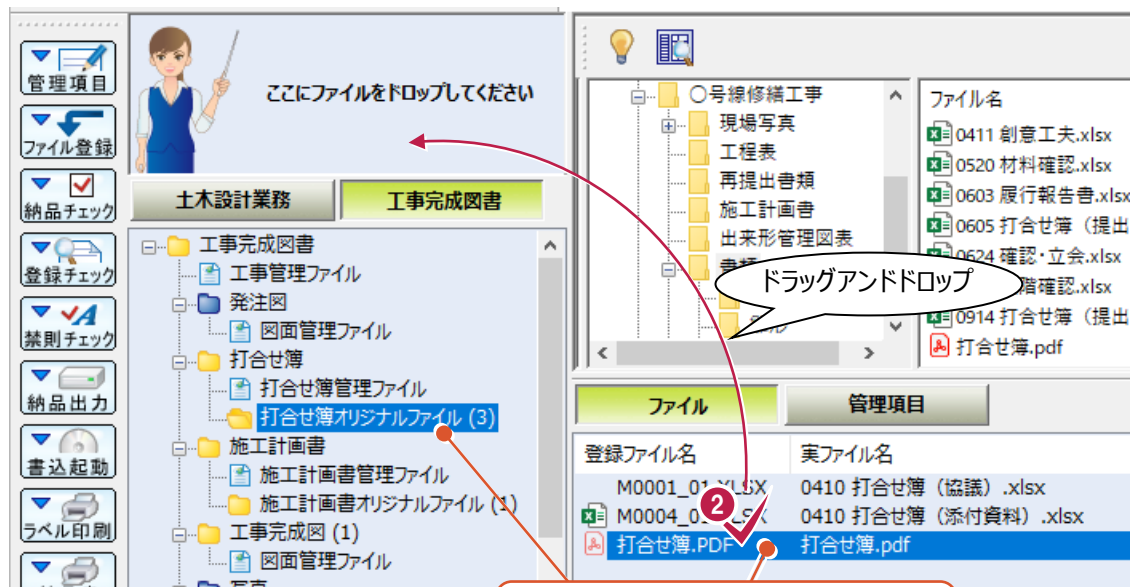 管理項目
ファイル登録
納品チェック
登録チェック
禁則チェック
納品出力
書込起動
ラベル印刷
ここにファイルをドロップしてください
土木設計業務
工事完成図書
工事完成図書
工事管理ファイル
発注図
図面管理ファイル
打合せ簿
打合せ簿管理ファイル
打合せ簿オリジナルファイル (3)
施工計画書
施工計画書管理ファイル
施工計画書オリジナルファイル (1)
工事完成図 (1)
図面管理ファイル
〇号線修繕工事
現場写真
工程表
再提出書類
施工計画書
出来形管理図表
ドラッグアンドドロップ
ファイル名
0411 創意工夫.xlsx
0520 材料確認.xlsx
0603 履行報告書.xlsx
0605 打合せ簿（提出
0624 確認・立会.xlsx
階確認.xlsx
0914 打合せ簿（提出
打合せ簿.pdf
ファイル
管理項目
登録ファイル名 実ファイル名
M0001_01.XLSX 0410 打合せ簿（協議）.xlsx
M0004_01.XLSX 0410 打合せ簿（添付資料）.xlsx
打合せ簿.PDF 打合せ簿.pdf
2